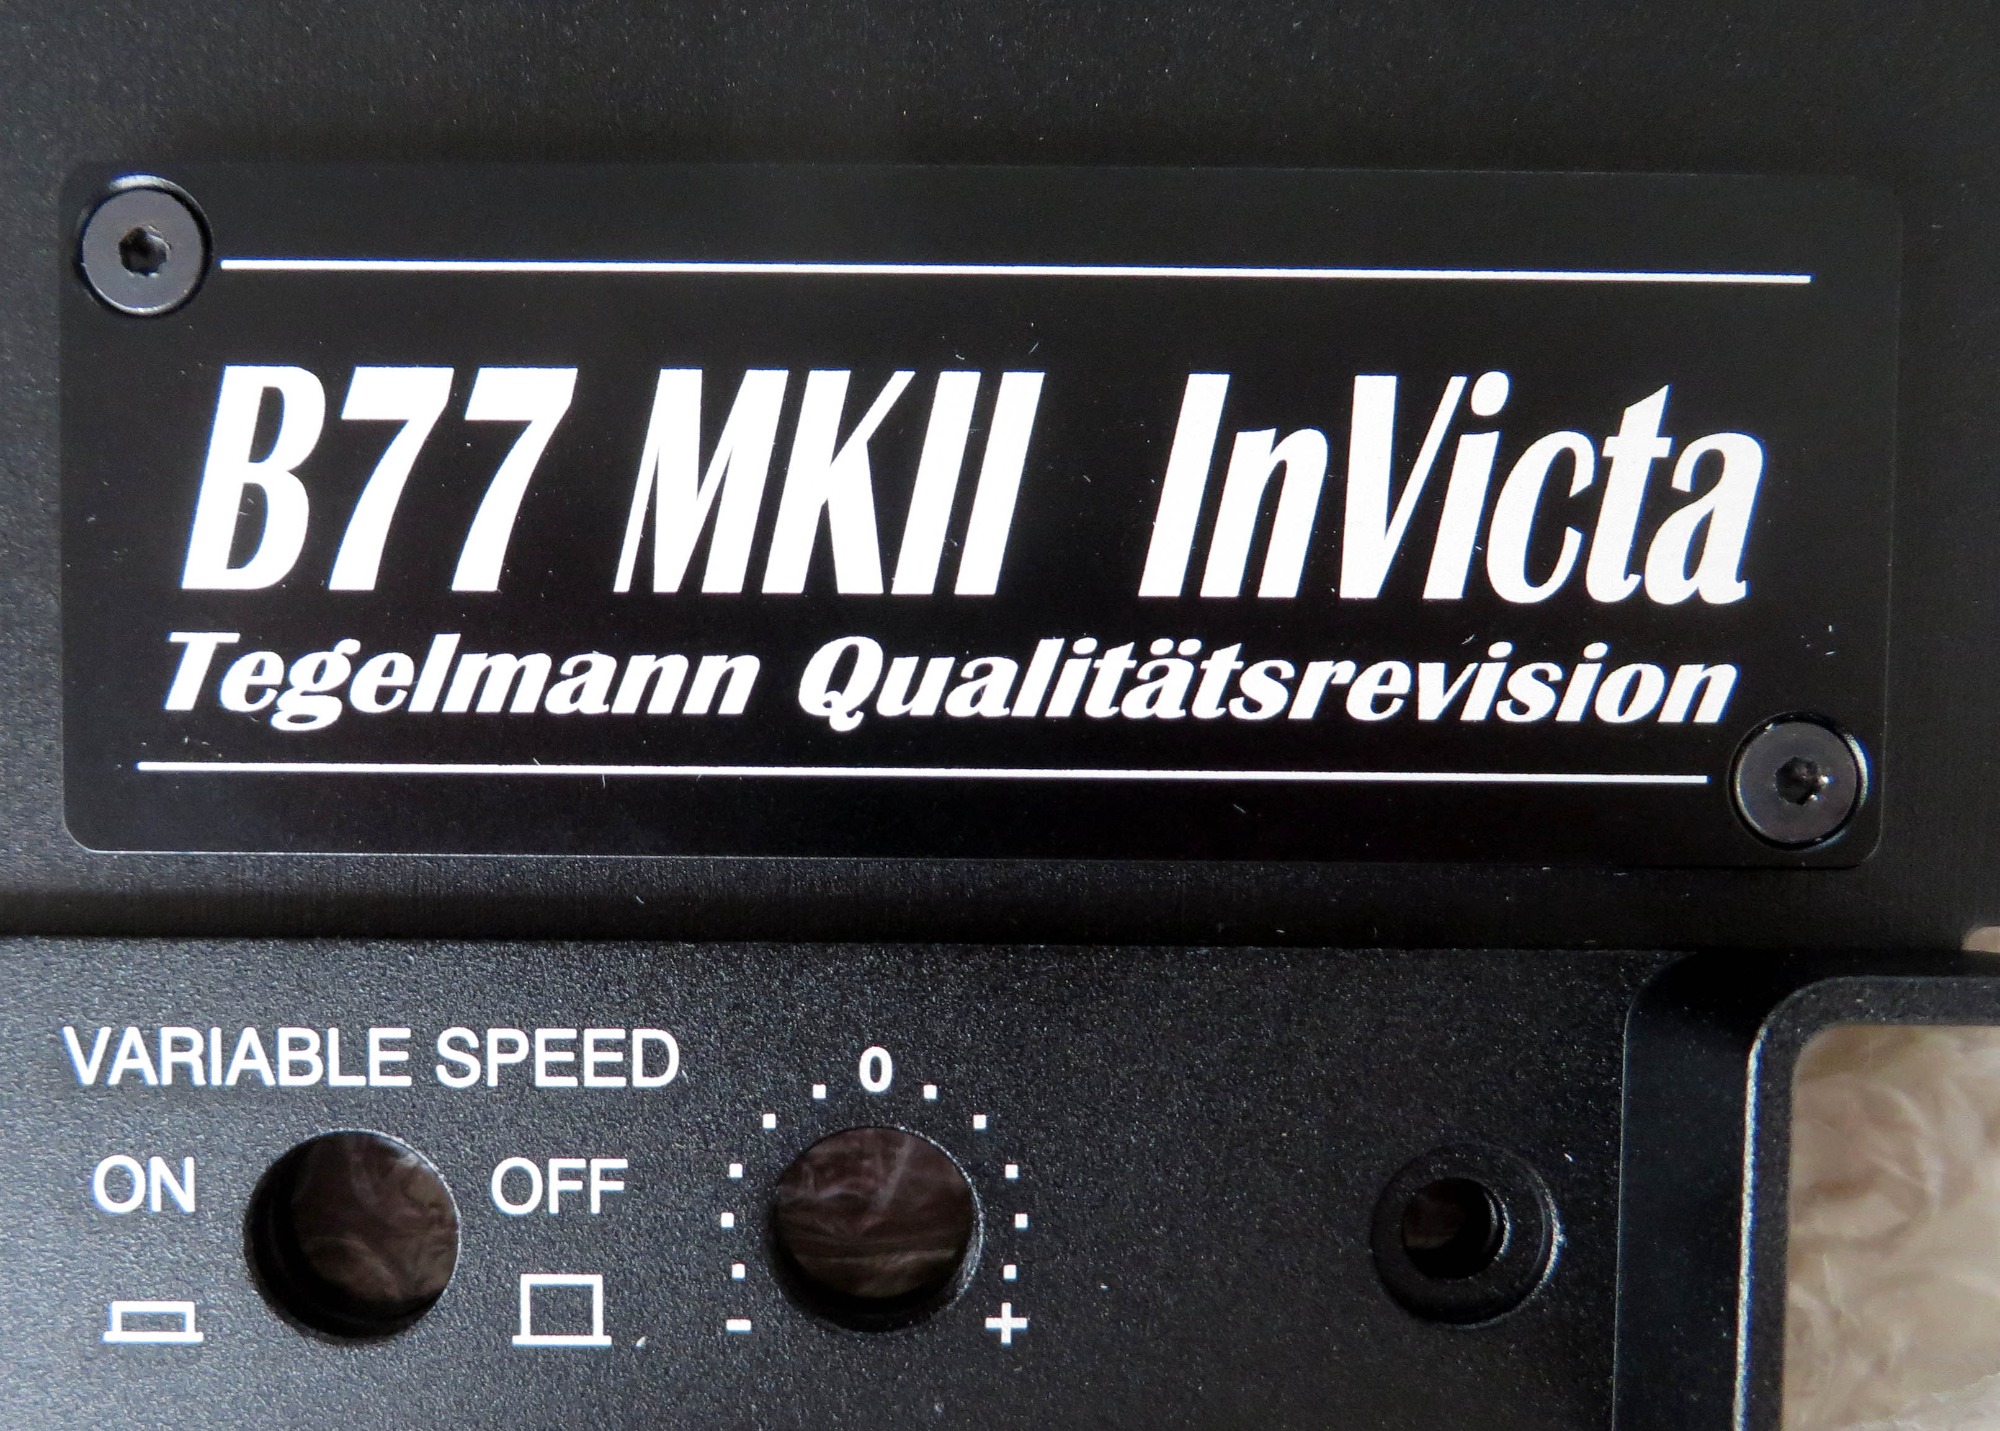 B77 MKII InVicta
Tegelmann Qualitätsrevision
VARIABLE SPEED
0
ON OFF
- +